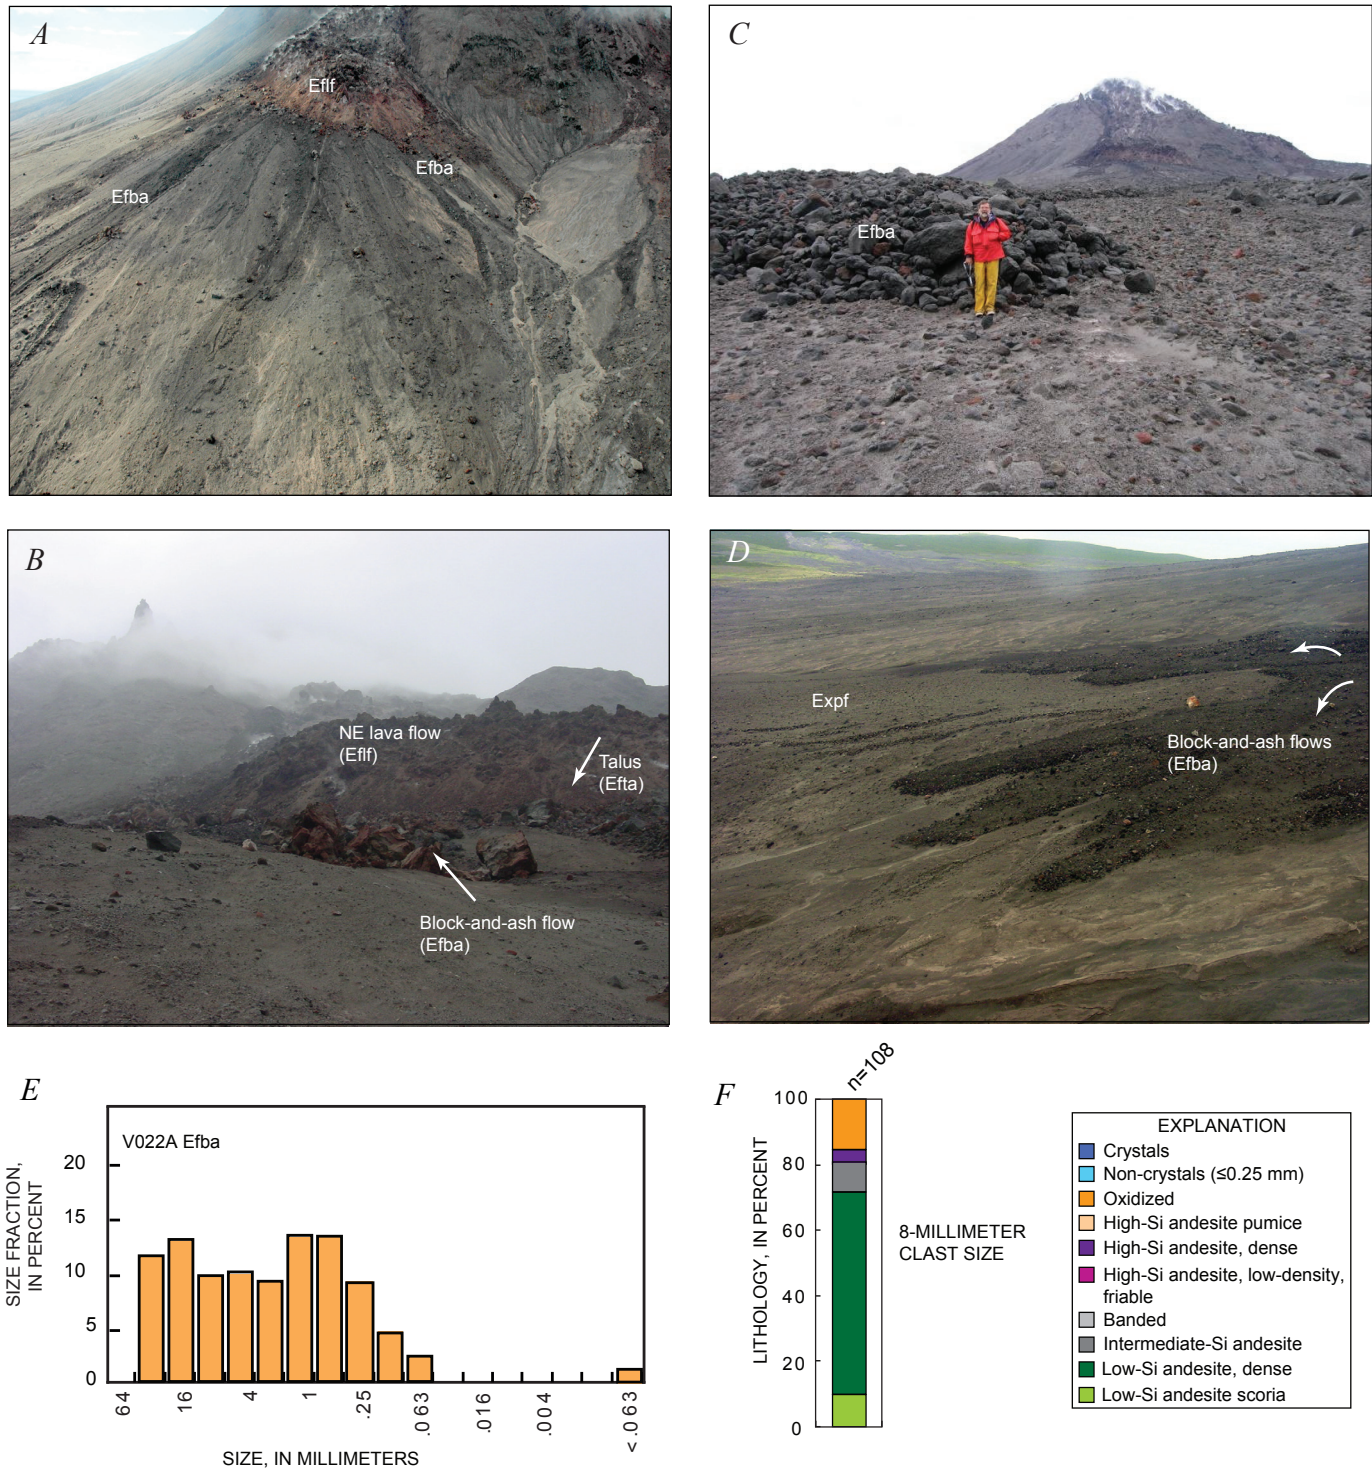 A
Eflf
Efba
Efba
C
Efba
B
NE lava flow
(Eflf)
Talus
(Efta)
Block-and-ash flow
(Efba)
D
Expf
Block-and-ash flows
(Efba)
E
V022A Efba
SIZE FRACTION,
IN PERCENT
20
15
10
5
0
64
16
4
1
.25
.063
.016
.004
<.063
SIZE, IN MILLIMETERS
F
n=108
LITHOLOGY, IN PERCENT
100
80
60
40
20
0
8-MILLIMETER
CLAST SIZE
EXPLANATION
Crystals
Non-crystals (≤0.25 mm)
Oxidized
High-Si andesite pumice
High-Si andesite, dense
High-Si andesite, low-density,
friable
Banded
Intermediate-Si andesite
Low-Si andesite, dense
Low-Si andesite scoria